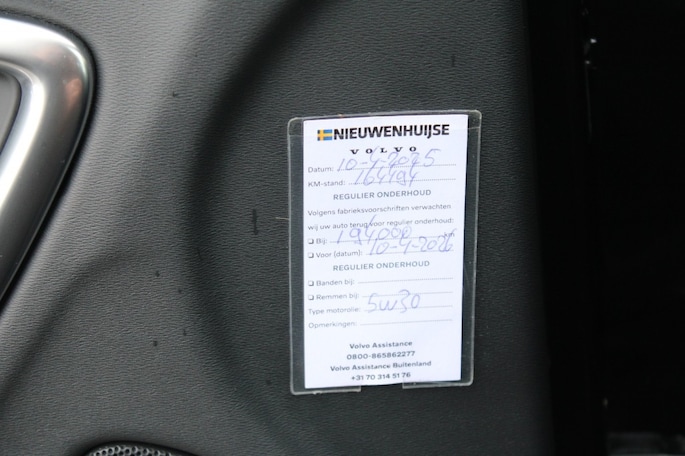 NIEUWENHUIJSE
VOLVO
Datum: 10-4-2025
KM-stand: 164194
REGULIER ONDERHOUD
Volgens fabrieksvoorschriften verwachten
wij uw auto terug voor regulier onderhoud:
❑ Bij: 194000 km
❑ Voor (datum): 10-4-2026
REGULIER ONDERHOUD
❑ Banden bij:
❑ Remmen bij:
Type motorolie: 5w30
Opmerkingen:
Volvo Assistance
0800-865862277
Volvo Assistance Buitenland
+31 70 314 51 76